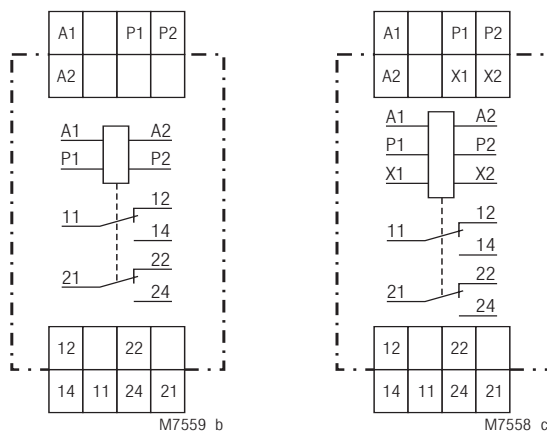 A1 P1 P2
A2
A1 A2
P1 P2
11 12
14
21 22
24
12 22
14 11 24 21
M7559_b
A1 P1 P2
A2 X1 X2
A1 A2
P1 P2
X1 X2
11 12
14
21 22
24
12 22
14 11 24 21
M7558_c